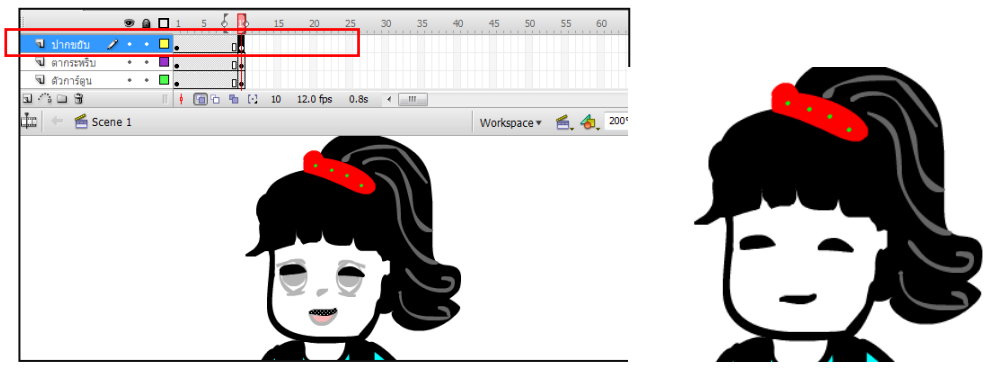 1 5 10 15 20 25 30 35 40 45 50 55 60
ปากขยับ
ตากระพริบ
ตัวการ์ตูน
10 12.0 fps 0.8s
Scene 1 Workspace 200%